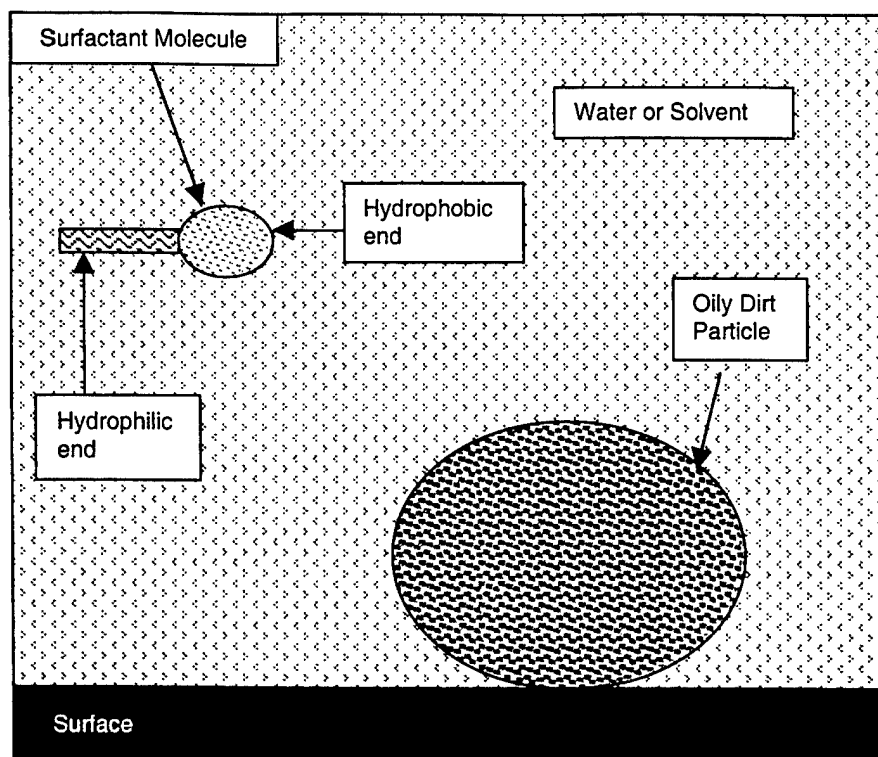 Surfactant Molecule
Water or Solvent
Hydrophobic
end
Oily Dirt
Particle
Hydrophilic
end
Surface